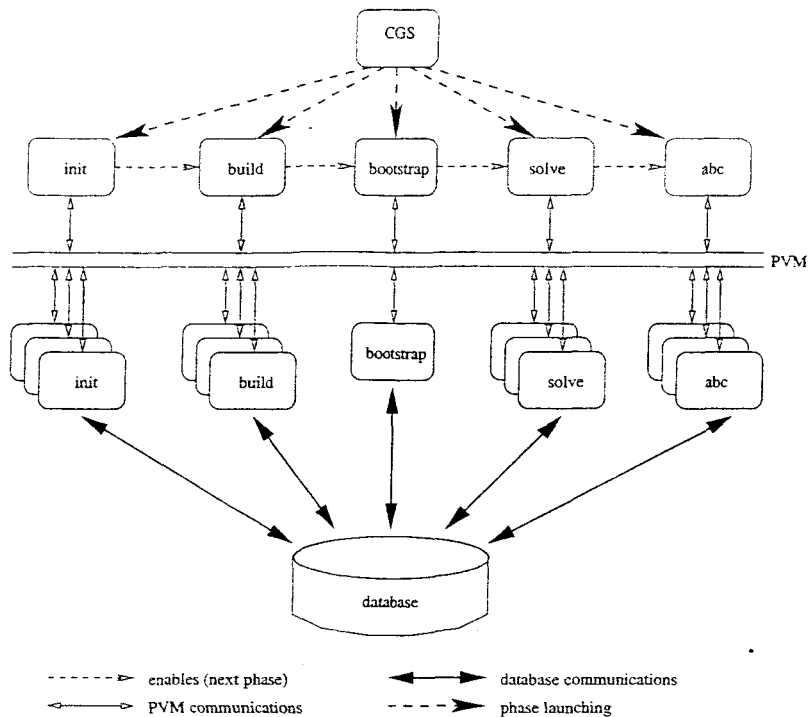 CGS
init
build
bootstrap
solve
abc
PVM
init
build
bootstrap
solve
abc
database
enables (next phase)
database communications
PVM communications
phase launching